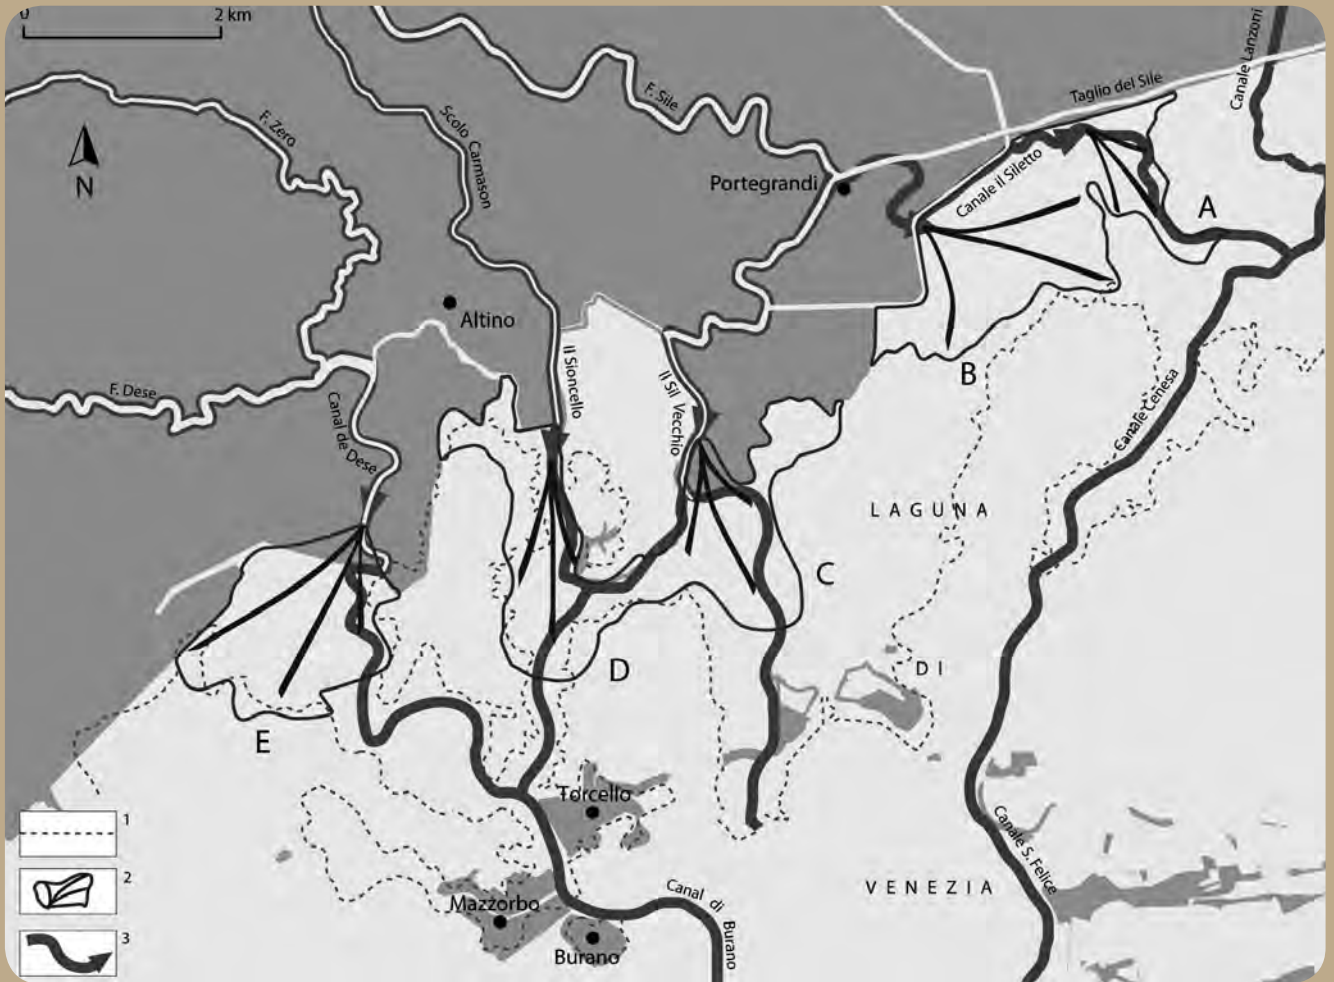 0 2 km
Canale Lanzoni
Taglio del Sile
F. Sile
F. Zero
Scolo Carmason
N
Portegrandi
Canale il Siletto
A
Altino
B
Il Sioncello
Il Sil Vecchio
F. Dese
Canal de Dese
Canale Cenesa
LAGUNA
C
D
DI
E
Torcello
1
Canale S. Felice
2
Canal di Burano
VENEZIA
Mazzorbo
3
Burano